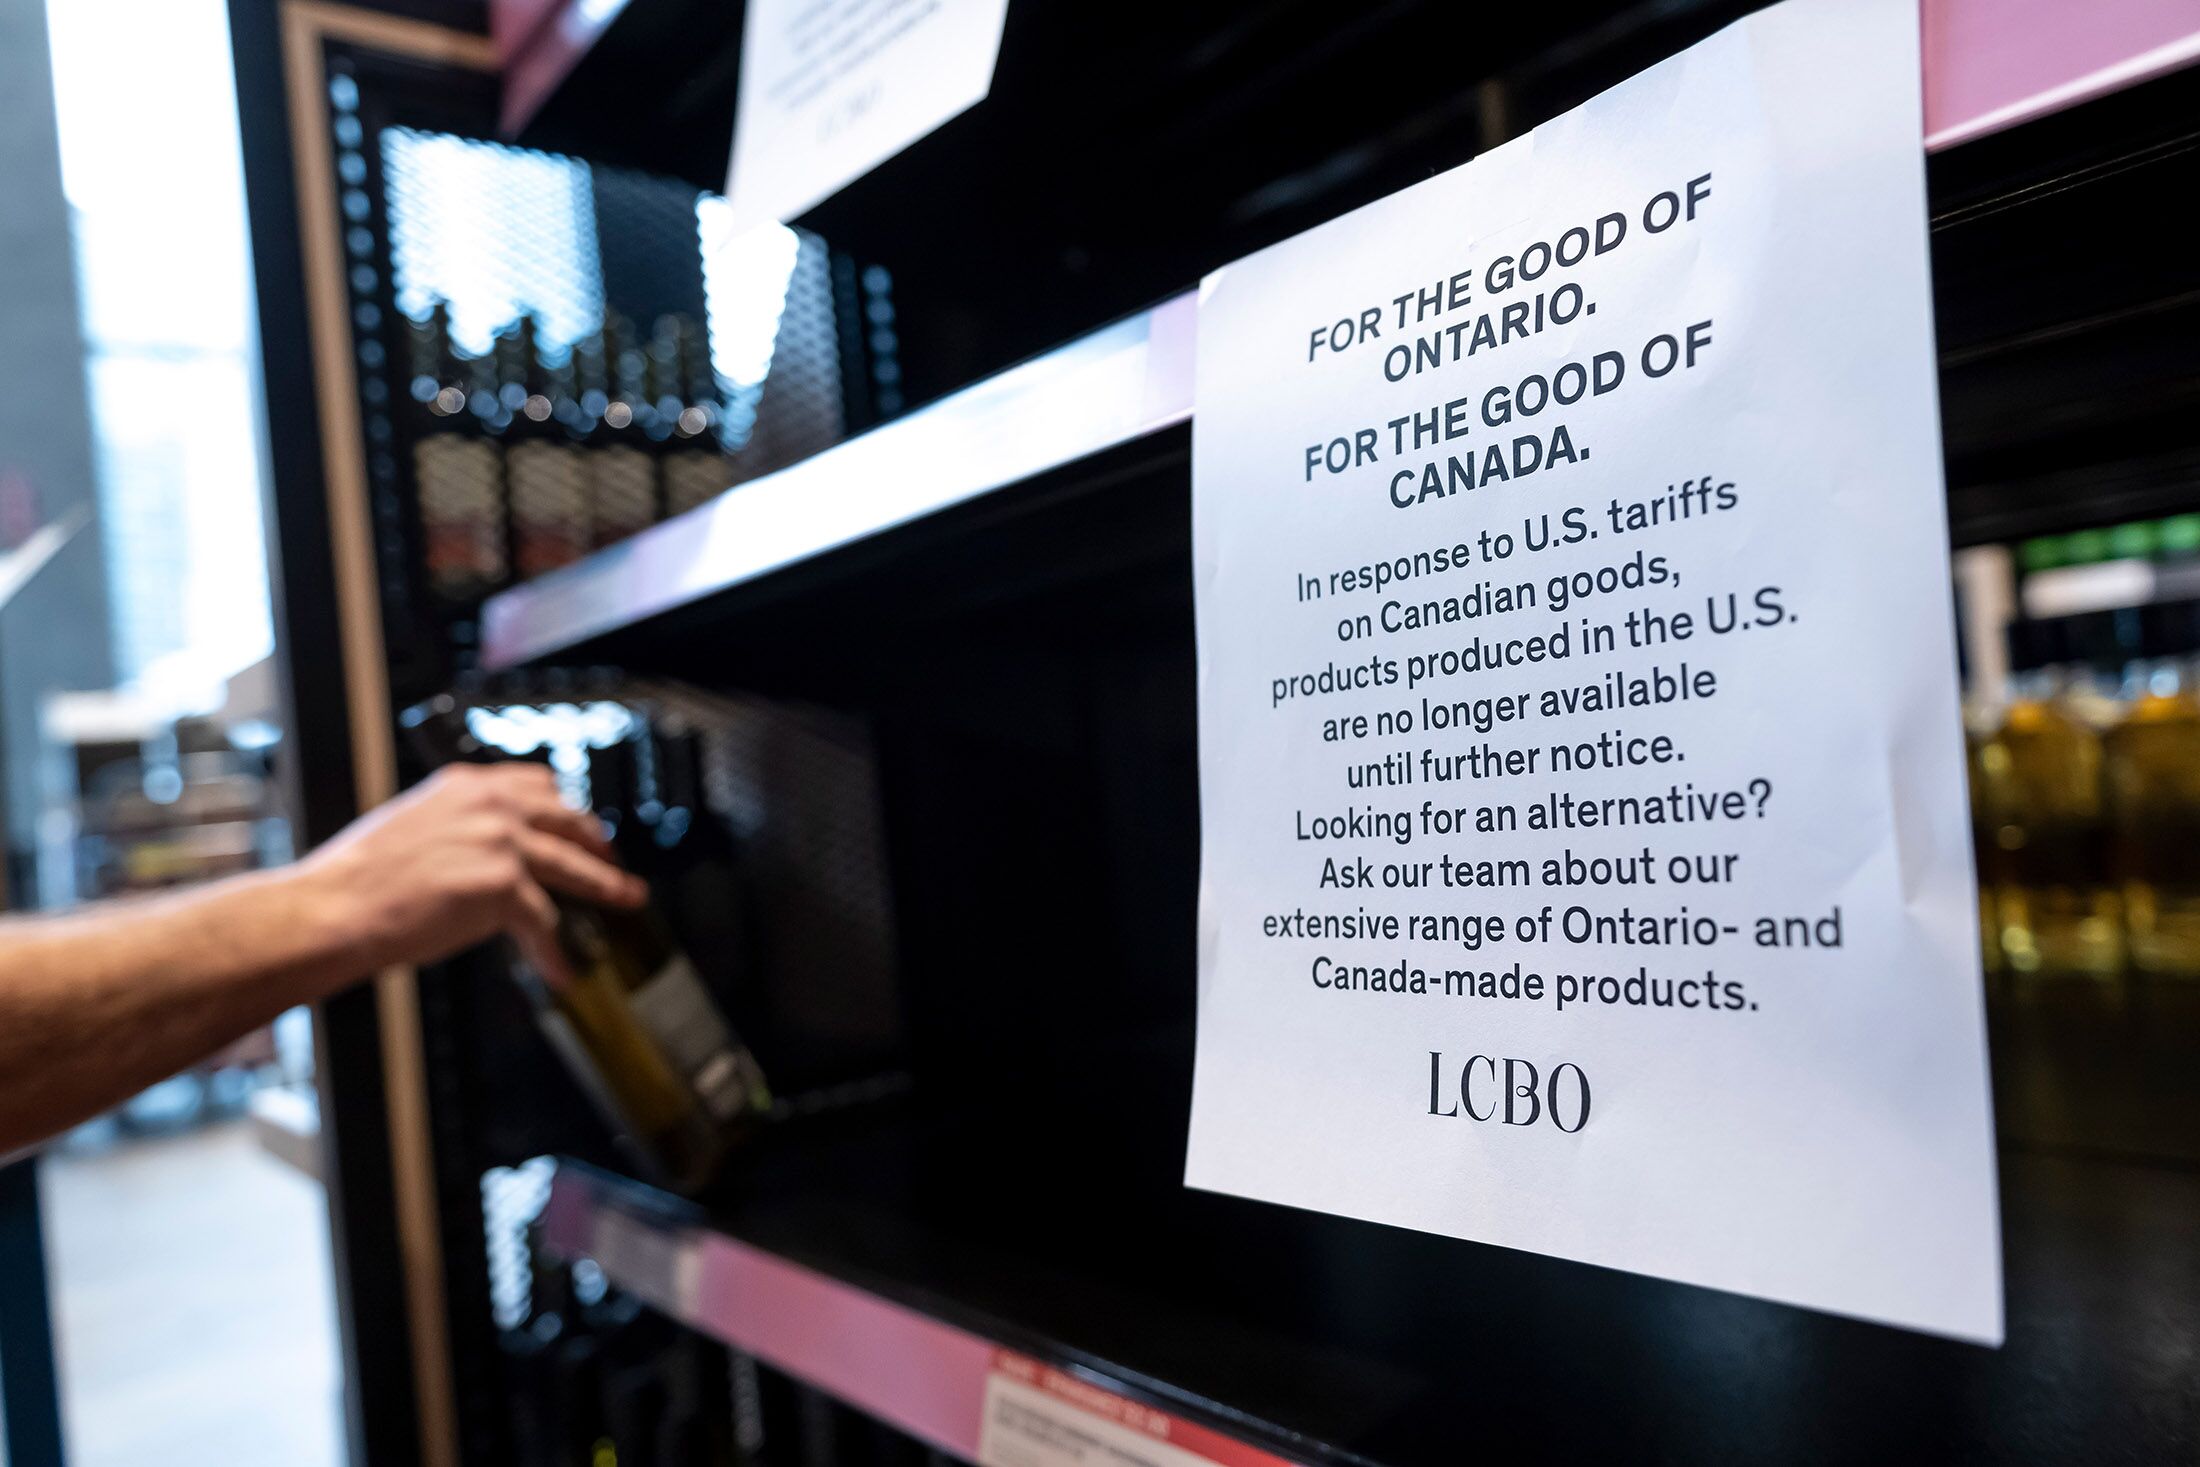 FOR THE GOOD OF
ONTARIO.
FOR THE GOOD OF
CANADA.
In response to U.S. tariffs
on Canadian goods,
products produced in the U.S.
are no longer available
until further notice.
Looking for an alternative?
Ask our team about our
extensive range of Ontario- and
Canada-made products.
LCBO